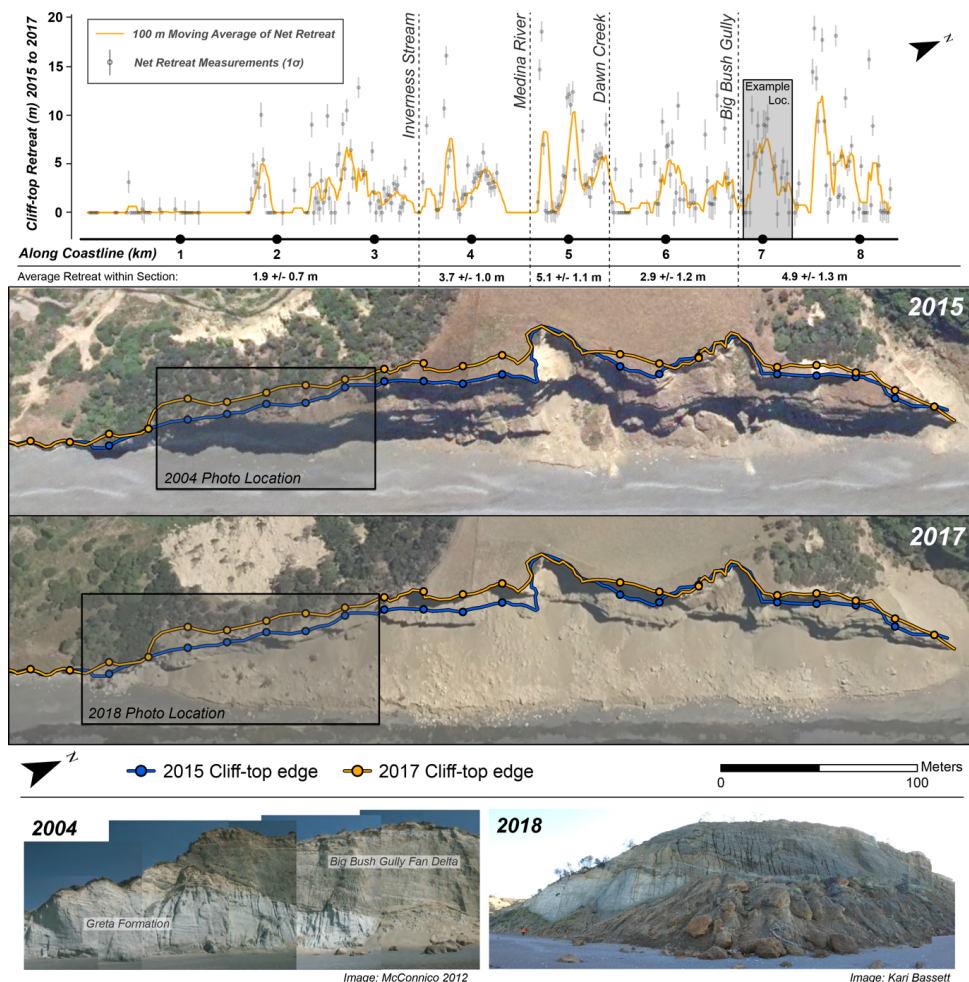 Cliff-top Retreat (m) 2015 to 2017
20
15
10
5
0
100 m Moving Average of Net Retreat
Net Retreat Measurements (1σ)
Inverness Stream
Medina River
Dawn Creek
Big Bush Gully
Example
Loc.
N
Along Coastline (km)
1 2 3 4 5 6 7 8
Average Retreat within Section: 1.9 +/- 0.7 m 3.7 +/- 1.0 m 5.1 +/- 1.1 m 2.9 +/- 1.2 m 4.9 +/- 1.3 m
2015
2004 Photo Location
2017
2018 Photo Location
N
2015 Cliff-top edge 2017 Cliff-top edge
Meters
0 100
2004
Big Bush Gully Fan Delta
Greta Formation
Image: McConnico 2012
2018
Image: Kari Bassett